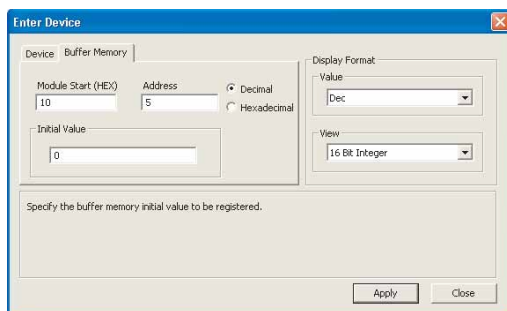 Enter Device
Device Buffer Memory
Module Start (HEX) Address
10 5
Decimal
Hexadecimal
Initial Value
0
Display Format
Value
Dec
View
16 Bit Integer
Specify the buffer memory initial value to be registered.
Apply Close